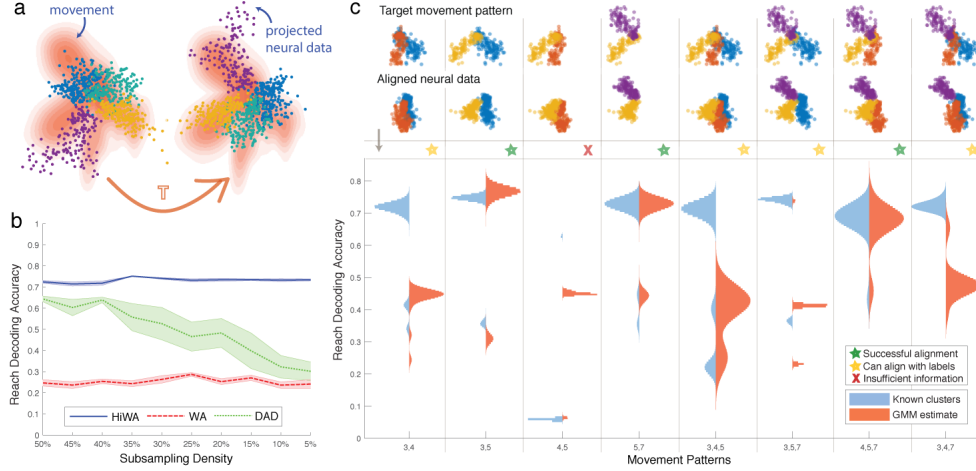 a
movement
projected
neural data
T
b
Reach Decoding Accuracy
1
0.9
0.8
0.7
0.6
0.5
0.4
0.3
0.2
0.1
0
HiWA
WA
DAD
50%
45%
40%
35%
30%
25%
20%
15%
10%
5%
Subsampling Density
c
Target movement pattern
Aligned neural data
X
Reach Decoding Accuracy
0.8
0.7
0.6
0.5
0.4
0.3
0.2
0.1
0
Successful alignment
Can align with labels
X Insufficient information
Known clusters
GMM estimate
3,4
3,5
4,5
5,7
3,4,5
3,5,7
4,5,7
3,4,7
Movement Patterns